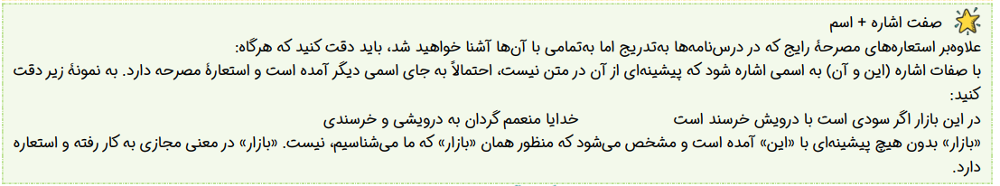 صفت اشاره + اسم
علاوه‌بر استعاره‌های مصرحهٔ رایج که در درس‌نامه‌ها به‌تدریج اما به‌تمامی با آن‌ها آشنا خواهید شد، باید دقت کنید که هرگاه:
با صفات اشاره (این و آن) به اسمی اشاره شود که پیشینه‌ای از آن در متن نیست، احتمالاً به جای اسمی دیگر آمده است و استعارهٔ مصرحه دارد. به نمونهٔ زیر دقت
کنید:
در این بازار اگر سودی است با درویش خرسند است خدایا منعمم گردان به درویشی و خرسندی
«بازار» بدون هیچ پیشینه‌ای با «این» آمده است و مشخص می‌شود که منظور همان «بازار» که ما می‌شناسیم، نیست. «بازار» در معنی مجازی به کار رفته و استعاره
دارد.